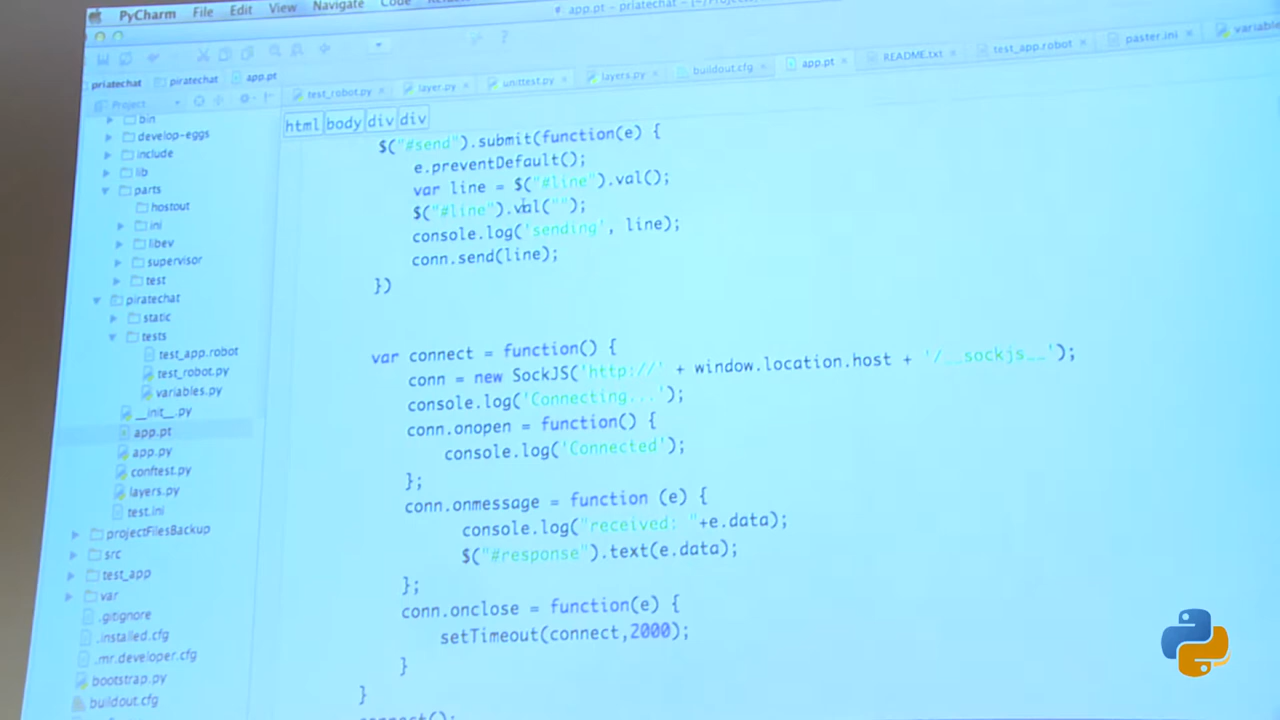 PyCharm File Edit View Navigate Code
app.pt - priatechat -
priatechat piratechat app.pt
test_robot.py layer.py unittest.py layers.py buildout.cfg app.pt README.txt test_app.robot paster.ini variable
Project
html body div div
bin
develop-eggs
include
lib
parts
hostout
ini
libev
supervisor
test
piratechat
static
tests
test_app.robot
test_robot.py
variables.py
__init__.py
app.pt
app.py
conftest.py
layers.py
test.ini
projectFilesBackup
src
test_app
var
.gitignore
.installed.cfg
.mr.developer.cfg
bootstrap.py
buildout.cfg
$("#send").submit(function(e) {
e.preventDefault();
var line = $("#line").val();
$("#line").val("");
console.log('sending', line);
conn.send(line);
})
var connect = function() {
conn = new SockJS('http://' + window.location.host + '/__sockjs__');
console.log('Connecting...');
conn.onopen = function() {
console.log('Connected');
};
conn.onmessage = function (e) {
console.log("received: "+e.data);
$("#response").text(e.data);
};
conn.onclose = function(e) {
setTimeout(connect,2000);
}
}
connect();